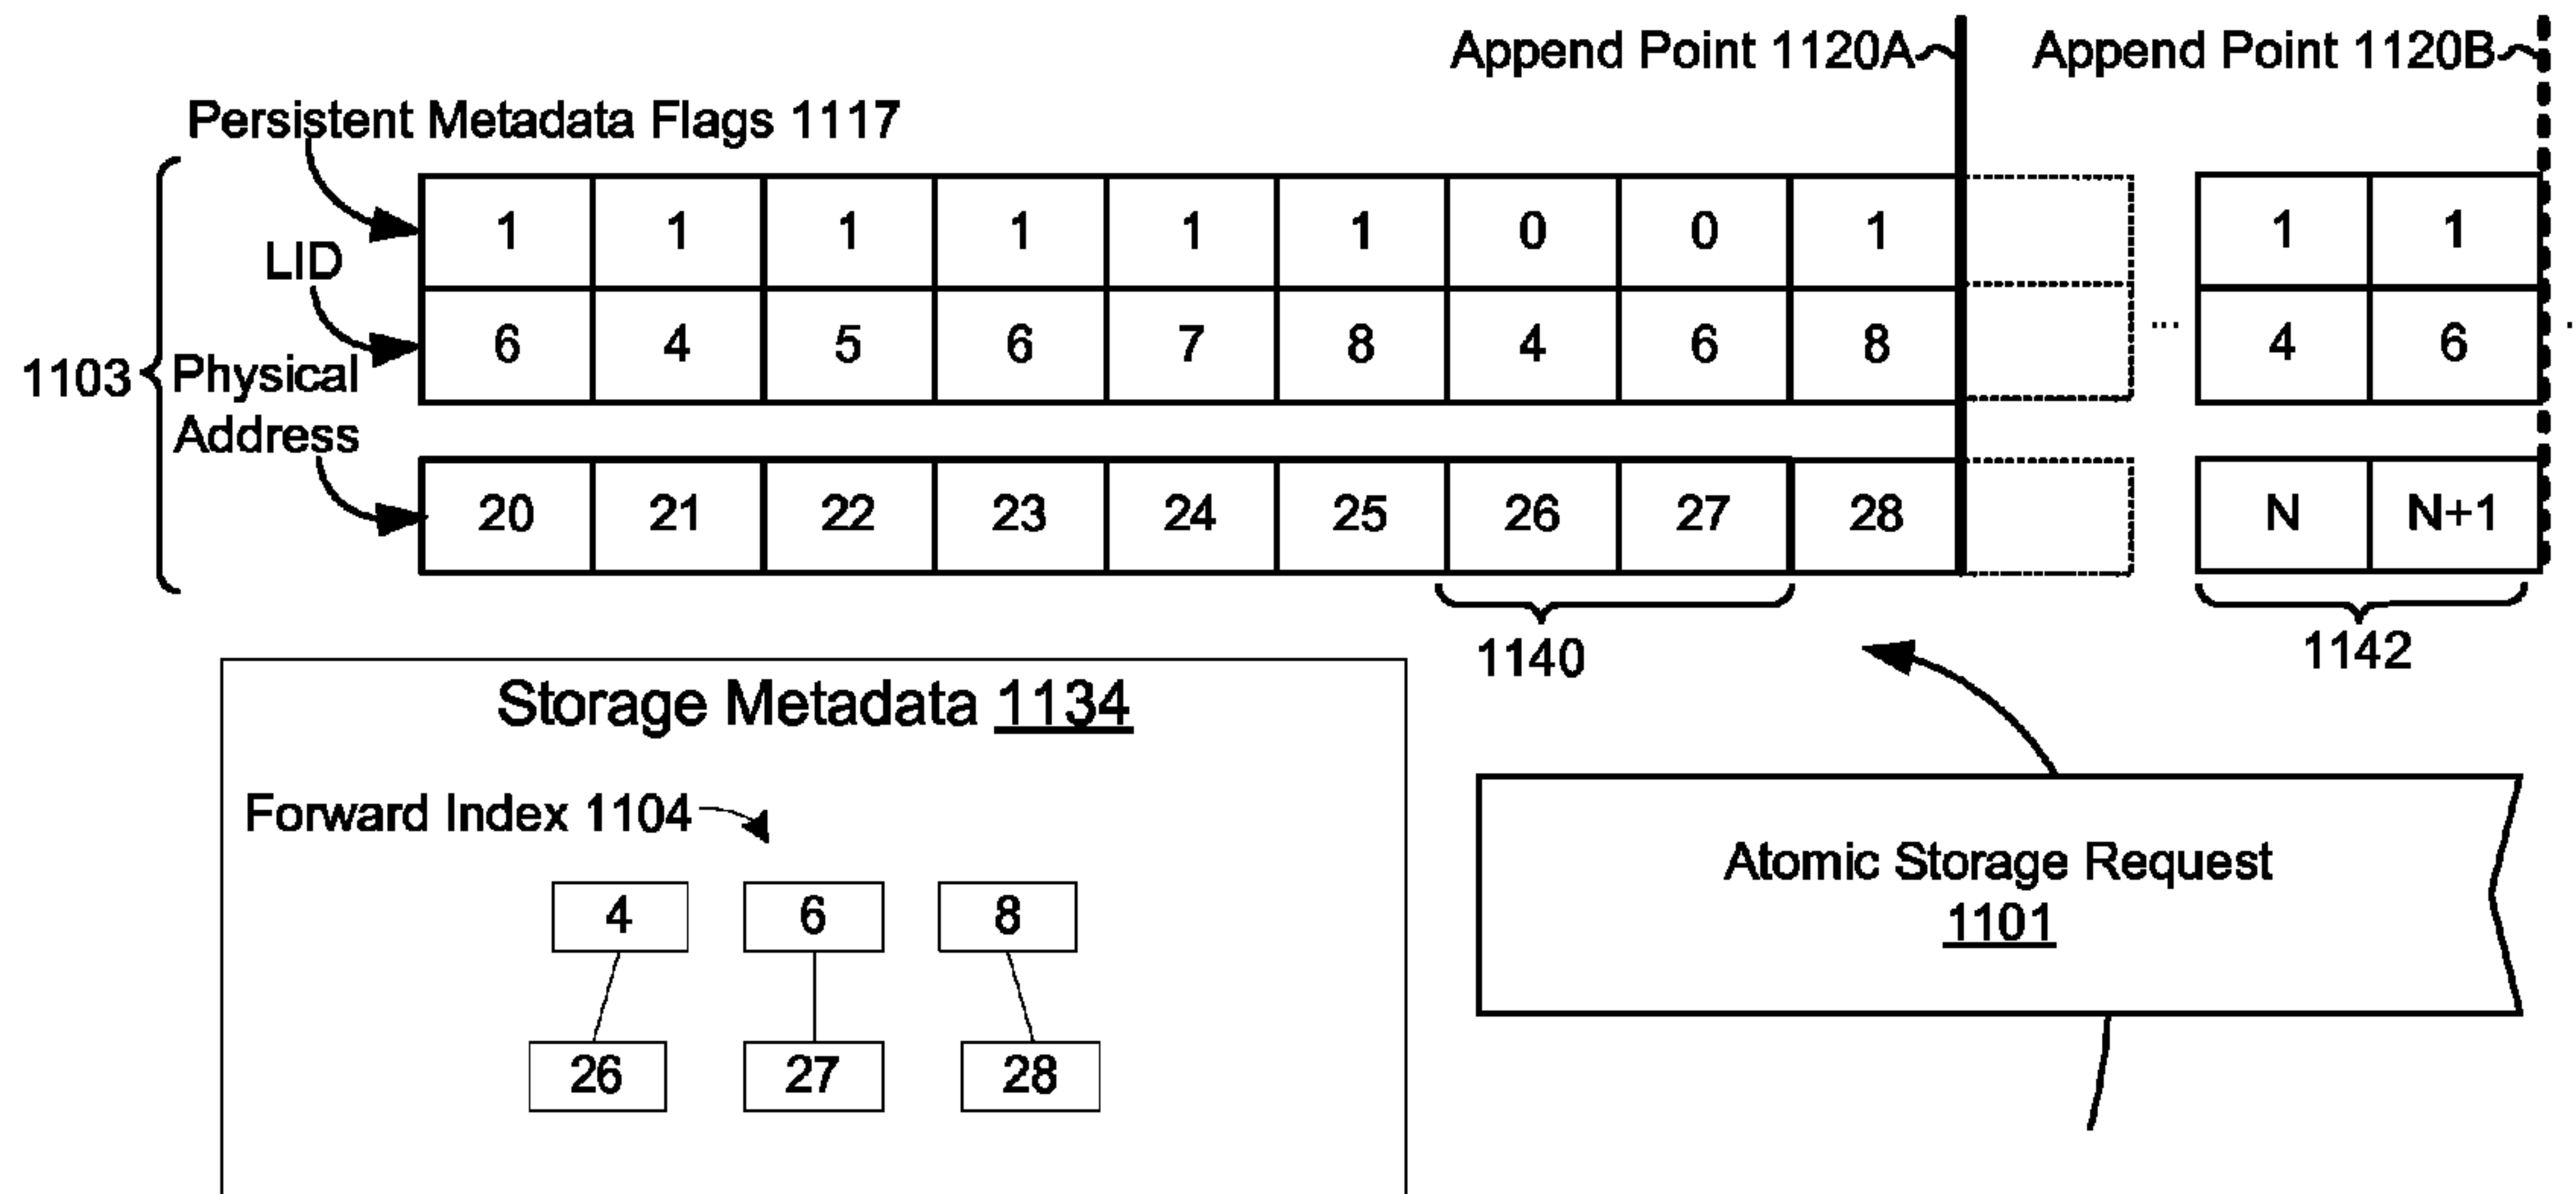 Append Point 1120A Append Point 1120B
Persistent Metadata Flags 1117
1 1 1 1 1 1 0 0 1 1 1
LID
6 4 5 6 7 8 4 6 8 ... 4 6 .
1103 Physical
Address
20 21 22 23 24 25 26 27 28 N N+1
1140 1142
Storage Metadata 1134
Forward Index 1104
4 6 8
26 27 28
Atomic Storage Request
1101